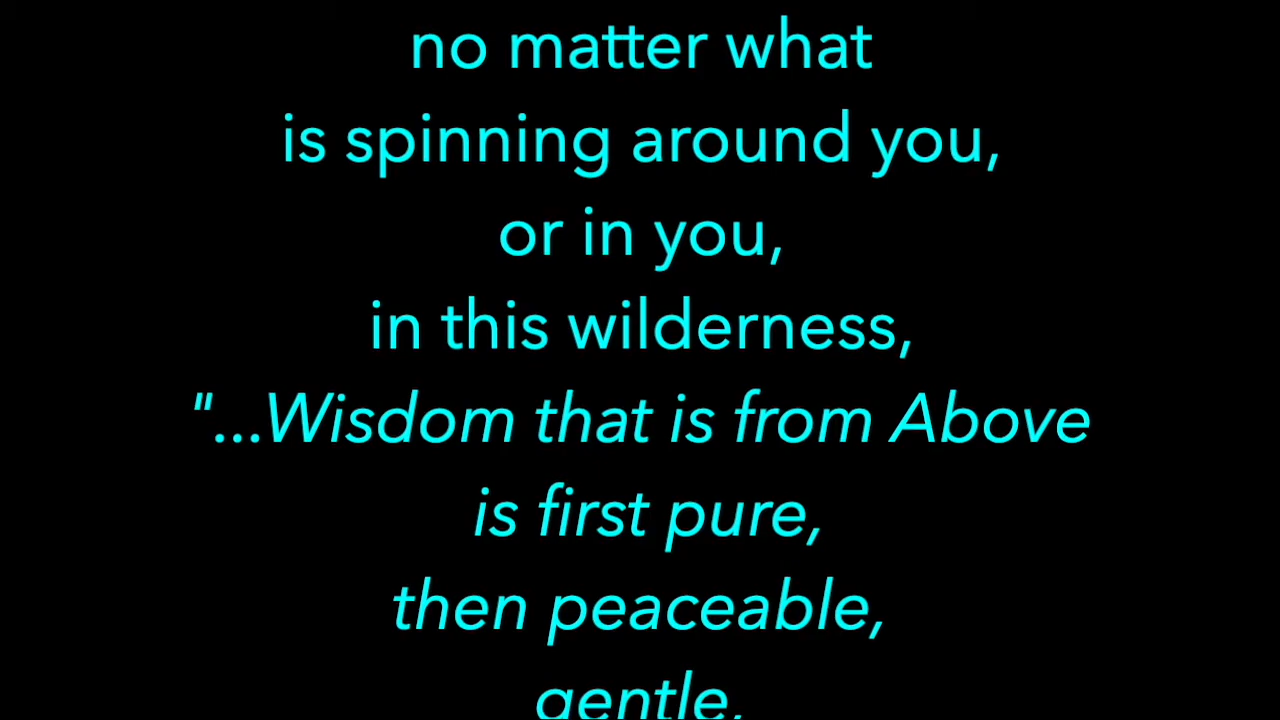 no matter what
is spinning around you,
or in you,
in this wilderness,
"...Wisdom that is from Above
is first pure,
then peaceable,
gentle,